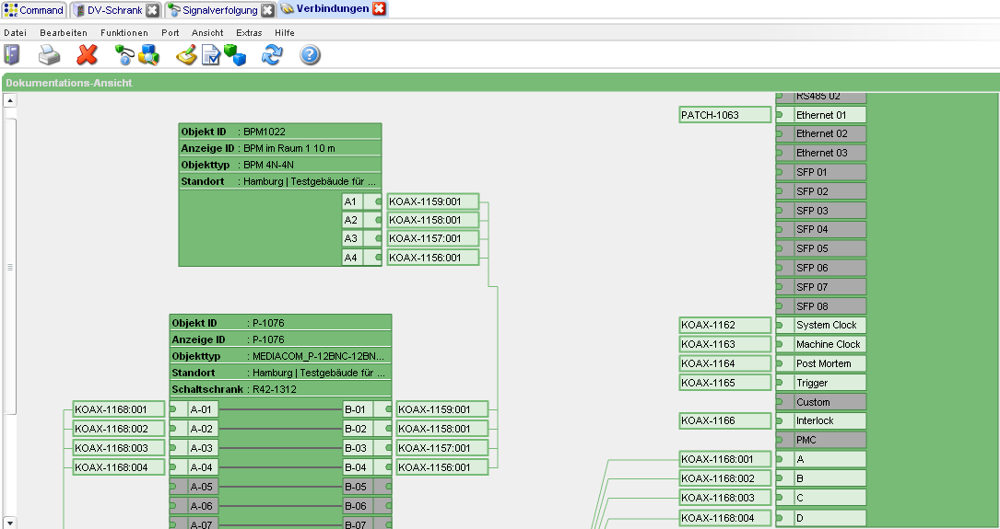 Command DV-Schrank Signalverfolgung Verbindungen
Datei Bearbeiten Funktionen Port Ansicht Extras Hilfe
Dokumentations-Ansicht
Objekt ID : BPM1022
Anzeige ID : BPM im Raum 1 10 m
Objekttyp : BPM 4N-4N
Standort : Hamburg | Testgebäude für ...
A1 KOAX-1159:001
A2 KOAX-1158:001
A3 KOAX-1157:001
A4 KOAX-1156:001
Objekt ID : P-1076
Anzeige ID : P-1076
Objekttyp : MEDIACOM_P-12BNC-12BN...
Standort : Hamburg | Testgebäude für ...
Schaltschrank : R42-1312
KOAX-1168:001 A-01 B-01 KOAX-1159:001
KOAX-1168:002 A-02 B-02 KOAX-1158:001
KOAX-1168:003 A-03 B-03 KOAX-1157:001
KOAX-1168:004 A-04 B-04 KOAX-1156:001
A-05 B-05
A-06 B-06
A-07 B-07
RS485 02
PATCH-1063 Ethernet 01
Ethernet 02
Ethernet 03
SFP 01
SFP 02
SFP 03
SFP 04
SFP 05
SFP 06
SFP 07
SFP 08
KOAX-1162 System Clock
KOAX-1163 Machine Clock
KOAX-1164 Post Mortem
KOAX-1165 Trigger
Custom
KOAX-1166 Interlock
PMC
KOAX-1168:001 A
KOAX-1168:002 B
KOAX-1168:003 C
KOAX-1168:004 D